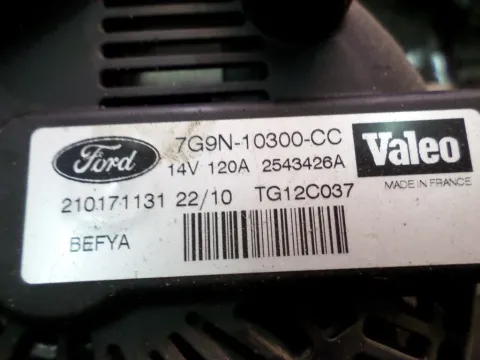 Ford
7G9N-10300-CC
14V 120A 2543426A
Valeo
MADE IN FRANCE
210171131 22/10 TG12C037
BEFYA